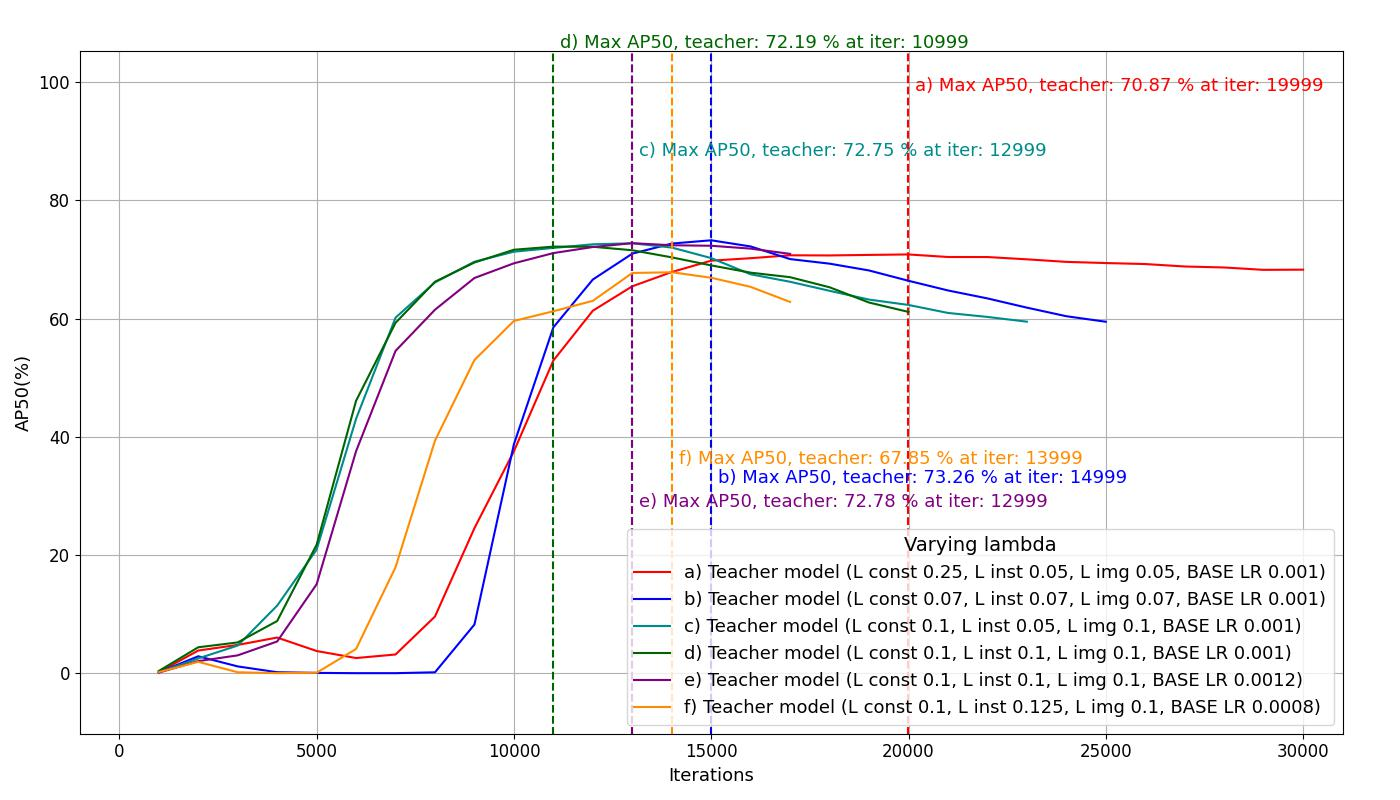 d) Max AP50, teacher: 72.19 % at iter: 10999
a) Max AP50, teacher: 70.87 % at iter: 19999
c) Max AP50, teacher: 72.75 % at iter: 12999
f) Max AP50, teacher: 67.85 % at iter: 13999
b) Max AP50, teacher: 73.26 % at iter: 14999
e) Max AP50, teacher: 72.78 % at iter: 12999
100
80
60
40
20
0
AP50(%)
Varying lambda
a) Teacher model (L const 0.25, L inst 0.05, L img 0.05, BASE LR 0.001)
b) Teacher model (L const 0.07, L inst 0.07, L img 0.07, BASE LR 0.001)
c) Teacher model (L const 0.1, L inst 0.05, L img 0.1, BASE LR 0.001)
d) Teacher model (L const 0.1, L inst 0.1, L img 0.1, BASE LR 0.001)
e) Teacher model (L const 0.1, L inst 0.1, L img 0.1, BASE LR 0.0012)
f) Teacher model (L const 0.1, L inst 0.125, L img 0.1, BASE LR 0.0008)
0 5000 10000 15000 20000 25000 30000
Iterations